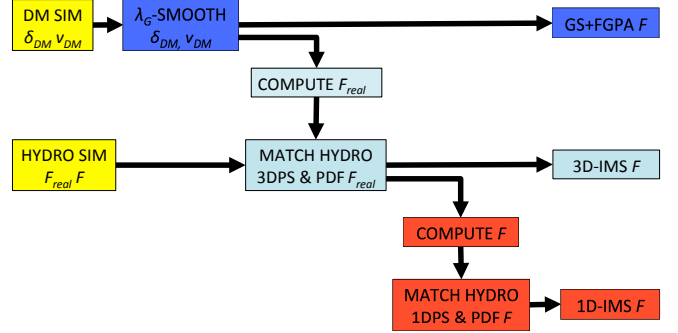 DM SIM
δDM vDM
λG-SMOOTH
δDM, vDM
GS+FGPA F
COMPUTE Freal
HYDRO SIM
Freal F
MATCH HYDRO
3DPS & PDF Freal
3D-IMS F
COMPUTE F
MATCH HYDRO
1DPS & PDF F
1D-IMS F